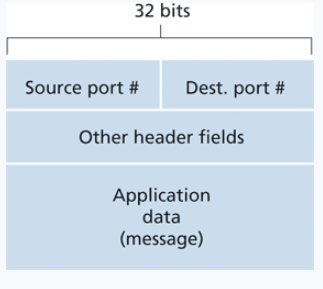 32 bits
Source port #
Dest. port #
Other header fields
Application
data
(message)